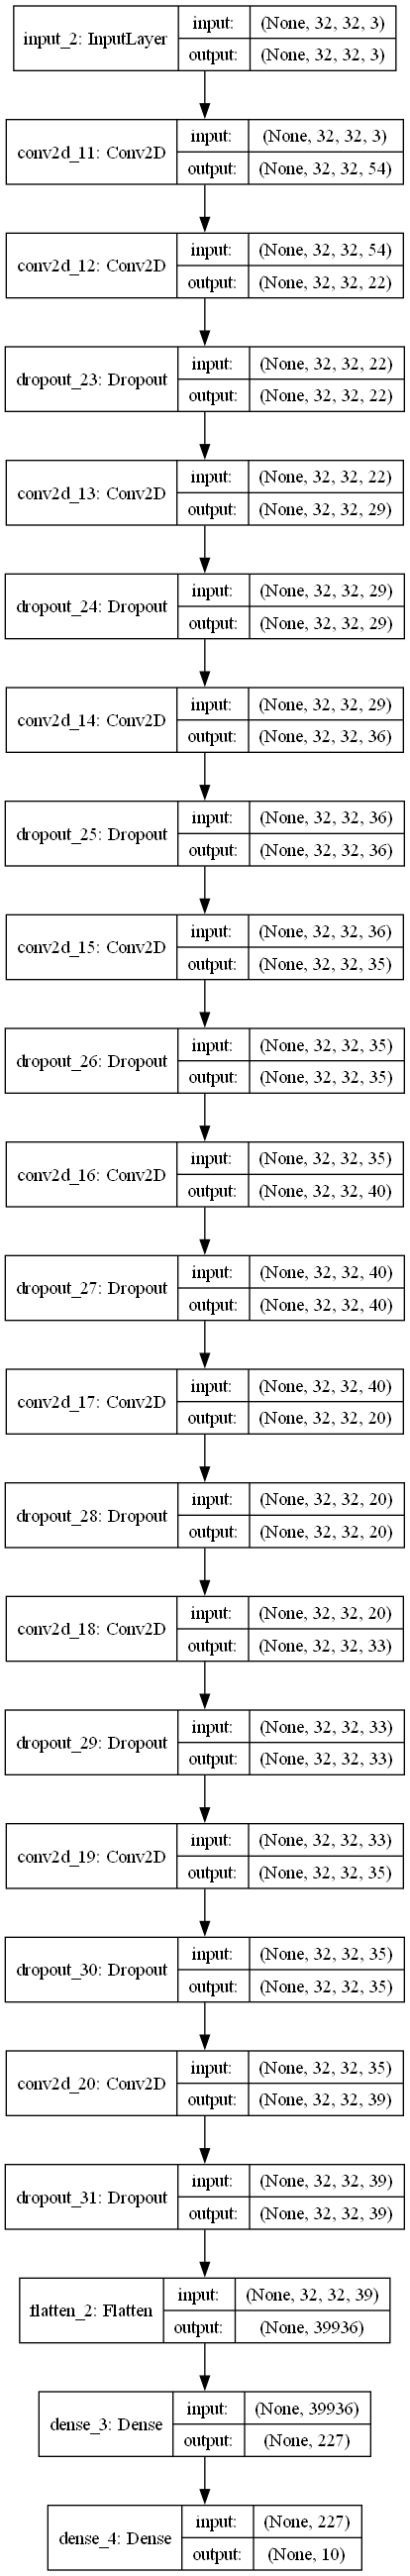 input_2: InputLayer input: (None, 32, 32, 3)
output: (None, 32, 32, 3)
conv2d_11: Conv2D input: (None, 32, 32, 3)
output: (None, 32, 32, 54)
conv2d_12: Conv2D input: (None, 32, 32, 54)
output: (None, 32, 32, 22)
dropout_23: Dropout input: (None, 32, 32, 22)
output: (None, 32, 32, 22)
conv2d_13: Conv2D input: (None, 32, 32, 22)
output: (None, 32, 32, 29)
dropout_24: Dropout input: (None, 32, 32, 29)
output: (None, 32, 32, 29)
conv2d_14: Conv2D input: (None, 32, 32, 29)
output: (None, 32, 32, 36)
dropout_25: Dropout input: (None, 32, 32, 36)
output: (None, 32, 32, 36)
conv2d_15: Conv2D input: (None, 32, 32, 36)
output: (None, 32, 32, 35)
dropout_26: Dropout input: (None, 32, 32, 35)
output: (None, 32, 32, 35)
conv2d_16: Conv2D input: (None, 32, 32, 35)
output: (None, 32, 32, 40)
dropout_27: Dropout input: (None, 32, 32, 40)
output: (None, 32, 32, 40)
conv2d_17: Conv2D input: (None, 32, 32, 40)
output: (None, 32, 32, 20)
dropout_28: Dropout input: (None, 32, 32, 20)
output: (None, 32, 32, 20)
conv2d_18: Conv2D input: (None, 32, 32, 20)
output: (None, 32, 32, 33)
dropout_29: Dropout input: (None, 32, 32, 33)
output: (None, 32, 32, 33)
conv2d_19: Conv2D input: (None, 32, 32, 33)
output: (None, 32, 32, 35)
dropout_30: Dropout input: (None, 32, 32, 35)
output: (None, 32, 32, 35)
conv2d_20: Conv2D input: (None, 32, 32, 35)
output: (None, 32, 32, 39)
dropout_31: Dropout input: (None, 32, 32, 39)
output: (None, 32, 32, 39)
flatten_2: Flatten input: (None, 32, 32, 39)
output: (None, 39936)
dense_3: Dense input: (None, 39936)
output: (None, 227)
dense_4: Dense input: (None, 227)
output: (None, 10)